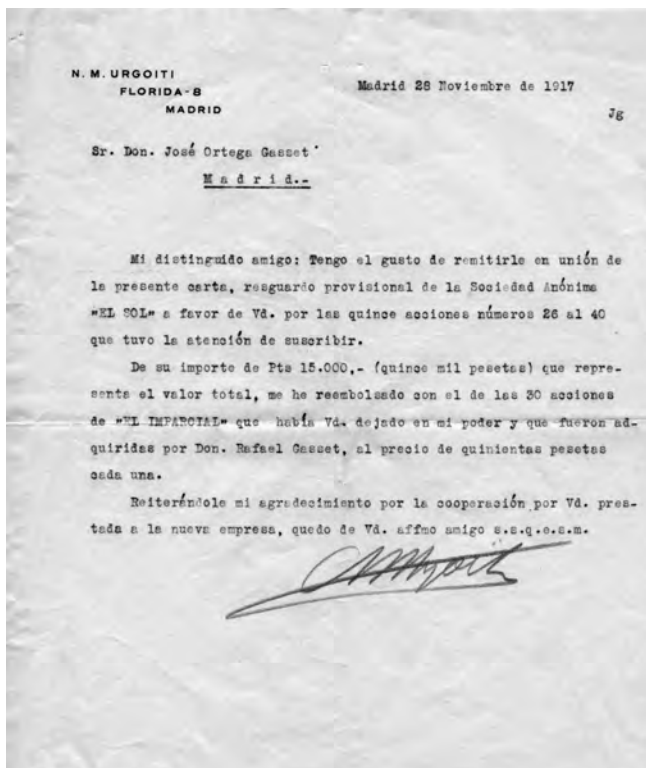 N. M. URGOITI
FLORIDA-8
MADRID
Madrid 28 Noviembre de 1917
Jg
Sr. Don. José Ortega Gasset
Madrid.-
Mi distinguido amigo: Tengo el gusto de remitirle en unión de
la presente carta, resguardo provisional de la Sociedad Anónima
"EL SOL" a favor de Vd. por las quince acciones números 26 al 40
que tuvo la atención de suscribir.
De su importe de Pts 15.000,- (quince mil pesetas) que repre-
senta el valor total, me he reembolsado con el de las 30 acciones
de "EL IMPARCIAL" que había Vd. dejado en mi poder y que fueron ad-
quiridas por Don. Rafael Gasset, al precio de quinientas pesetas
cada una.
Reiterándole mi agradecimiento por la cooperación por Vd. pres-
tada a la nueva empresa, quedo de Vd. affmo amigo s.s.q.e.s.m.
NMUrgoiti